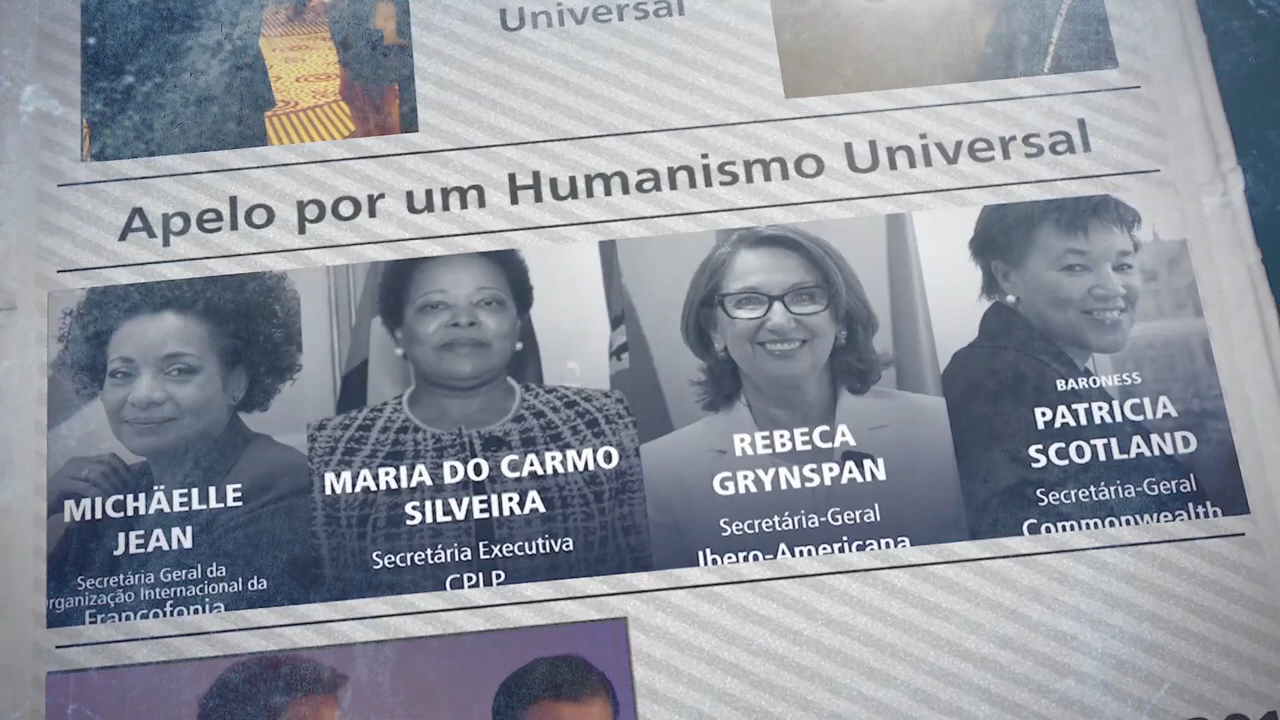 Universal
Apelo por um Humanismo Universal
MICHÄELLE
JEAN
Secretária Geral da
rganização Internacional da
Francofonia
MARIA DO CARMO
SILVEIRA
Secretária Executiva
CPLP
REBECA
GRYNSPAN
Secretária-Geral
Ibero-Americana
BARONESS
PATRICIA
SCOTLAND
Secretária-Geral
Commonwealth